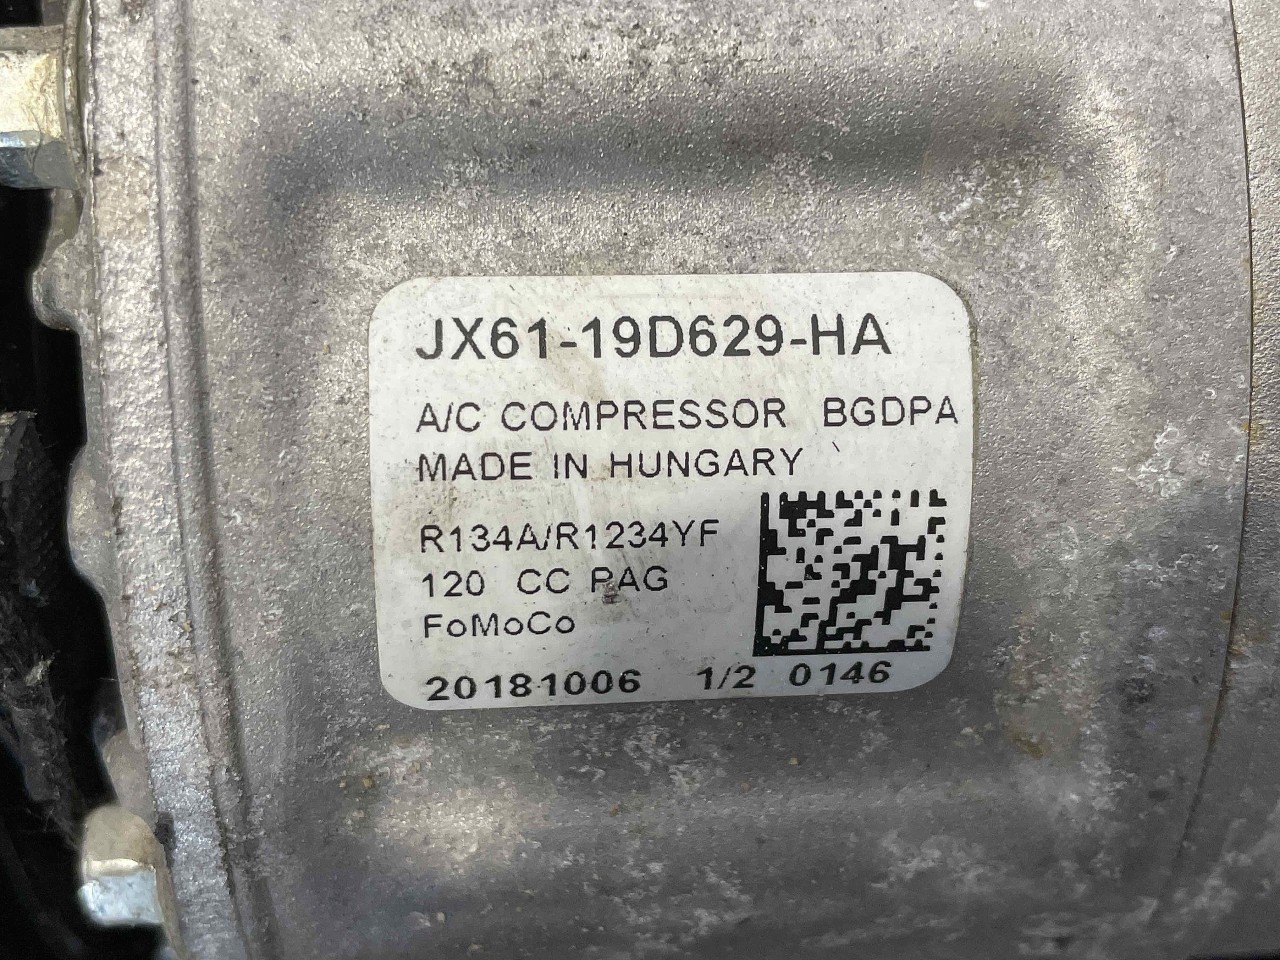 JX61-19D629-HA
A/C COMPRESSOR BGDPA
MADE IN HUNGARY
R134A/R1234YF
120 CC PAG
FoMoCo
20181006 1/2 0146